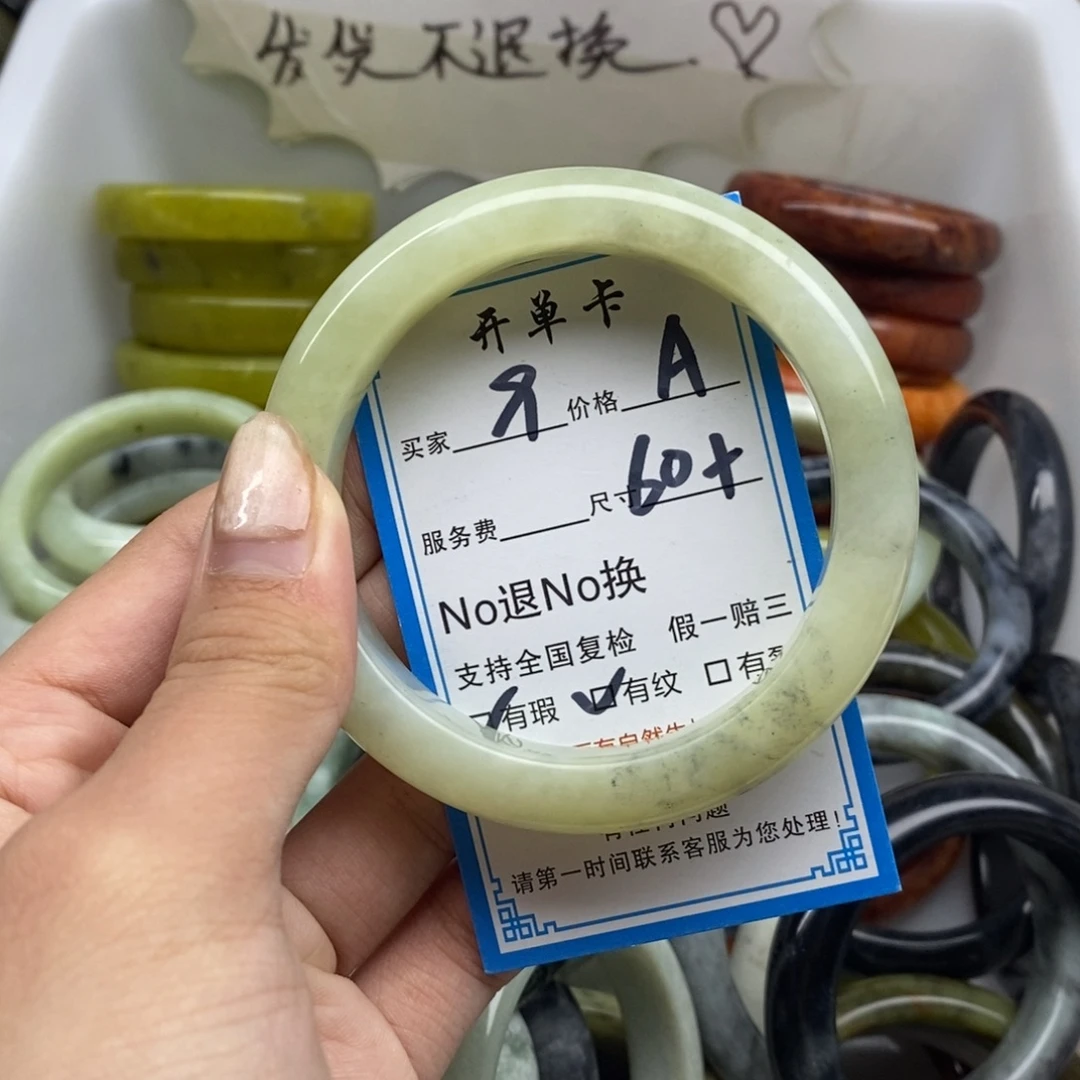 发货不退换.
开单卡
买家 Я 价格 A
服务费 尺寸 60+
No退No换
支持全国复检 假一赔三
有瑕 有纹 有
请第一时间联系客服为您处理!